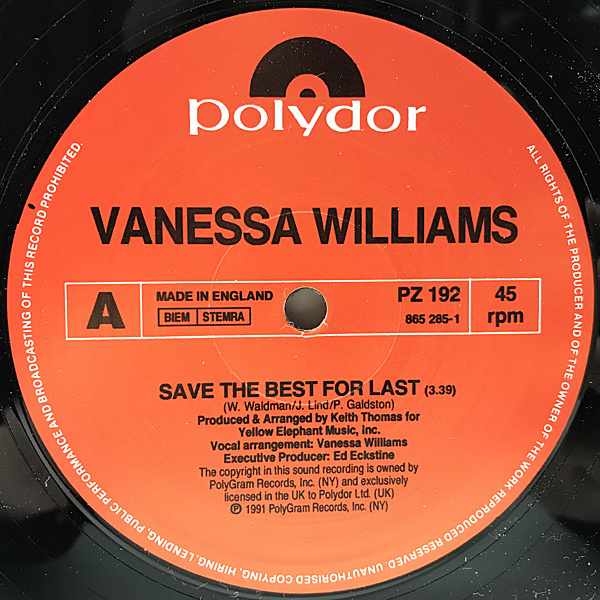 polydor
VANESSA WILLIAMS
A
MADE IN ENGLAND
BIEM STEMRA
PZ 192
865 285-1
45
rpm
SAVE THE BEST FOR LAST (3.39)
(W. Waldman/J. Lind/P. Galdston)
Produced & Arranged by Keith Thomas for
Yellow Elephant Music, Inc.
Vocal arrangement: Vanessa Williams
Executive Producer: Ed Eckstine
The copyright in this sound recording is owned by
PolyGram Records, Inc. (NY) and exclusively
licensed in the UK to Polydor Ltd. (UK)
℗ 1991 PolyGram Records, Inc. (NY)
ALL RIGHTS OF THE PRODUCER AND OF THE OWNER OF THE WORK REPRODUCED RESERVED. UNAUTHORISED COPYING, HIRING, LENDING, PUBLIC PERFORMANCE AND BROADCASTING OF THIS RECORD PROHIBITED.